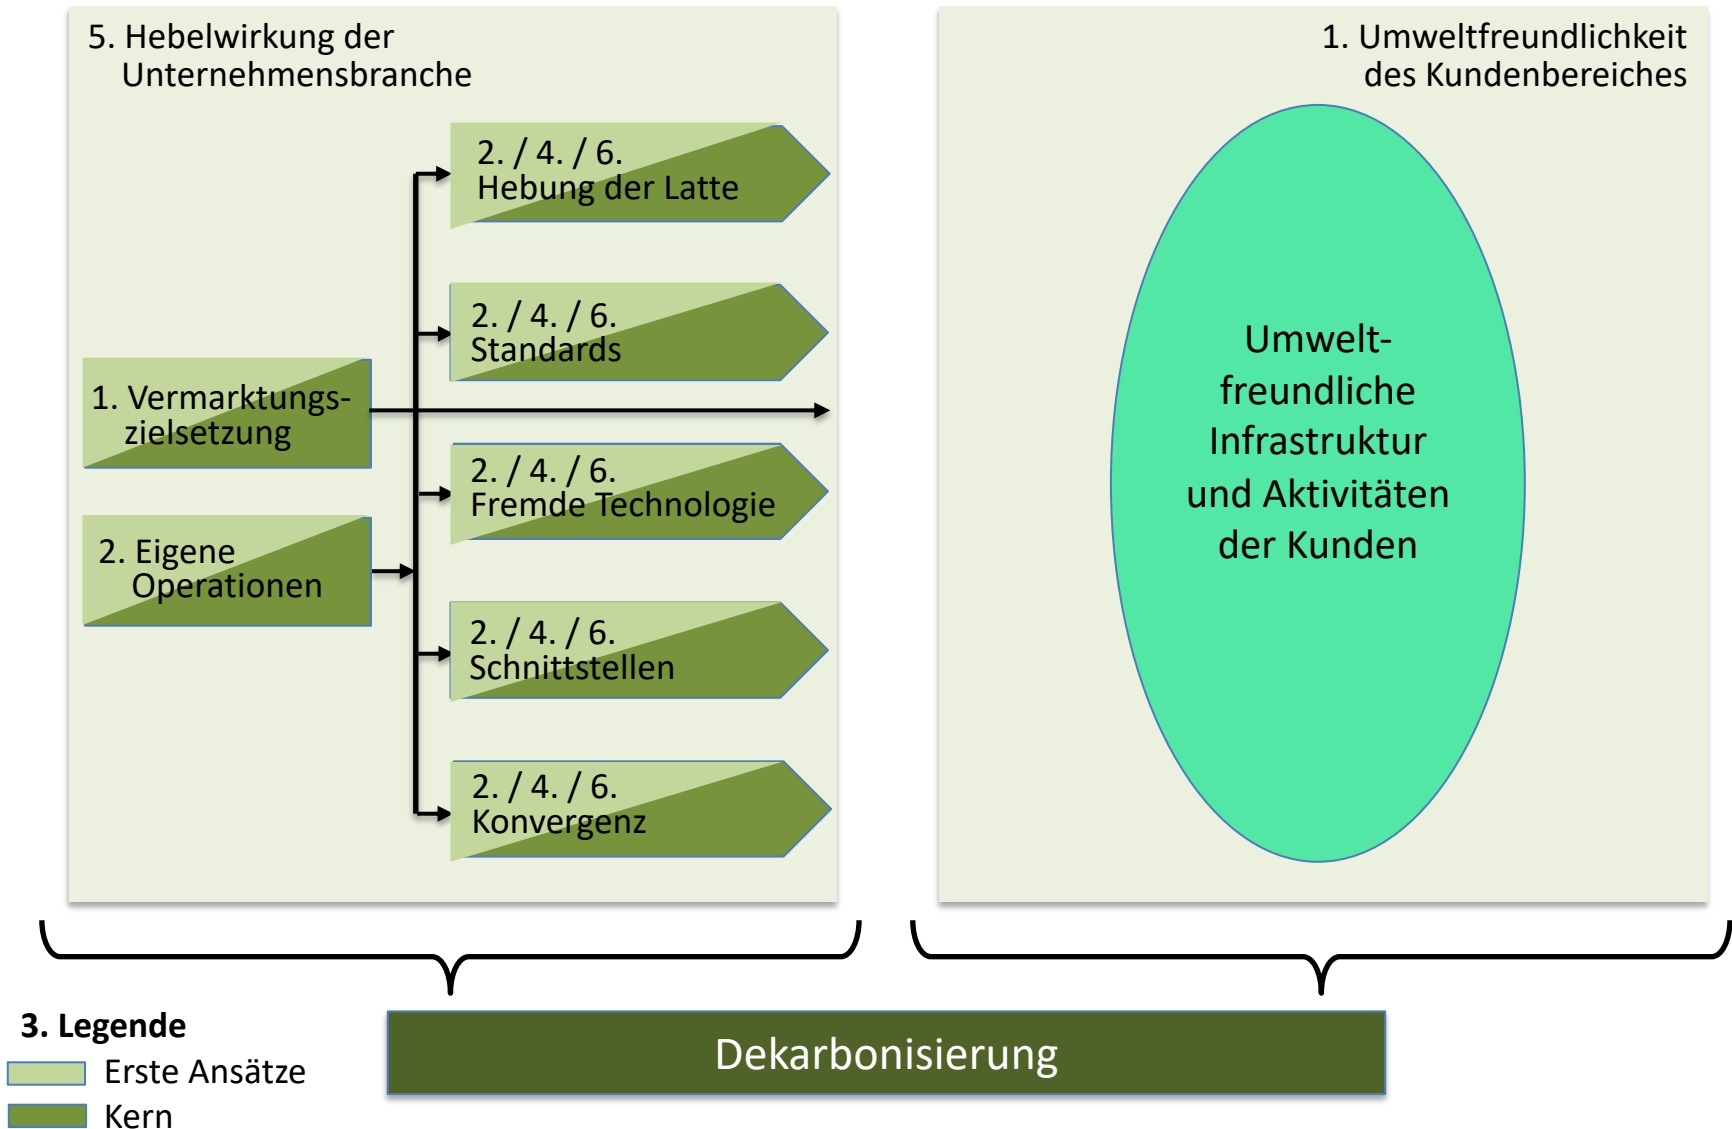 5. Hebelwirkung der
Unternehmensbranche
2. / 4. / 6.
Hebung der Latte
2. / 4. / 6.
Standards
1. Vermarktungs-
zielsetzung
2. / 4. / 6.
Fremde Technologie
2. Eigene
Operationen
2. / 4. / 6.
Schnittstellen
2. / 4. / 6.
Konvergenz
1. Umweltfreundlichkeit
des Kundenbereiches
Umwelt-
freundliche
Infrastruktur
und Aktivitäten
der Kunden
3. Legende
Erste Ansätze
Kern
Dekarbonisierung